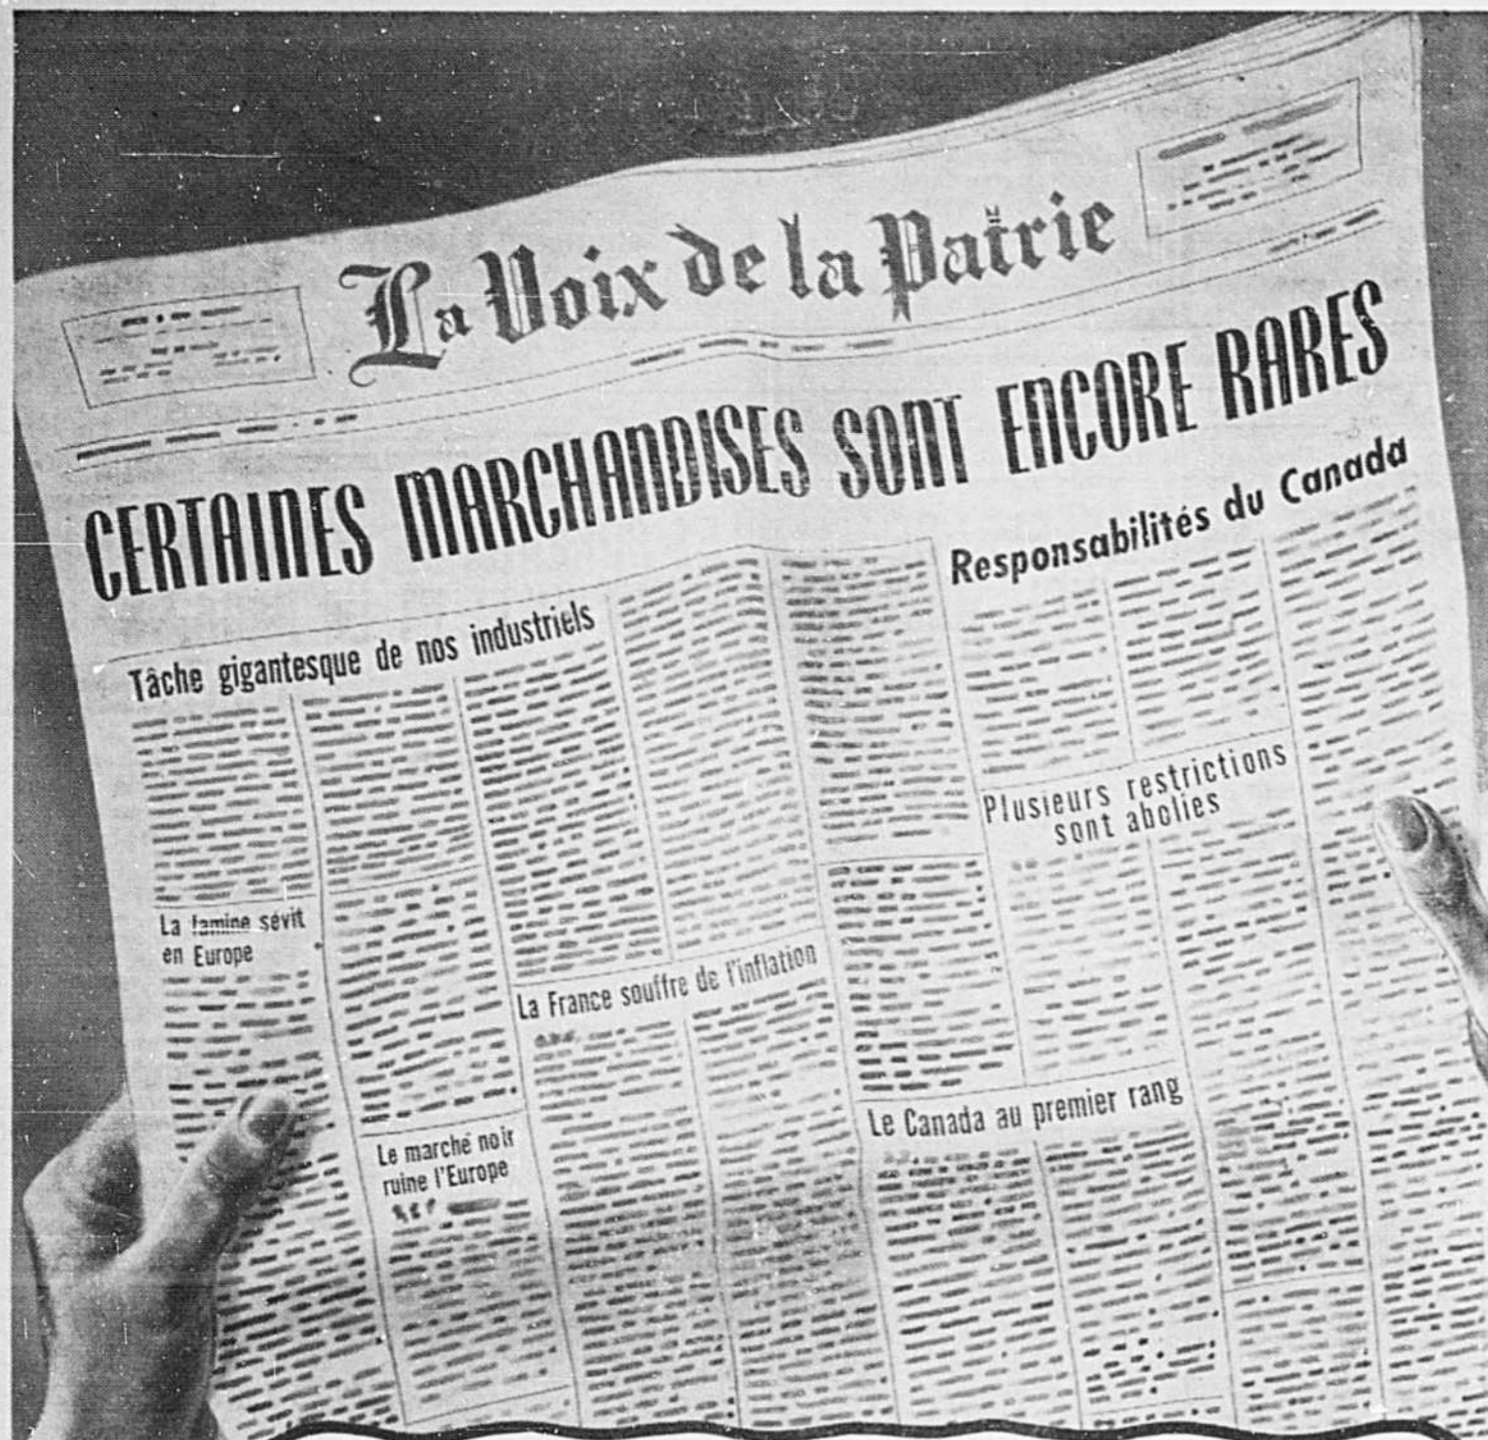 La Voix de la Patrie
CERTAINES MARCHANDISES SONT ENCORE RARES
Responsabilités du Canada
Tâche gigantesque de nos industriels
Plusieurs restrictions
sont abolies
La famine sévit
en Europe
La France souffre de l'inflation
Le Canada au premier rang
Le marché noir
ruine l'Europe